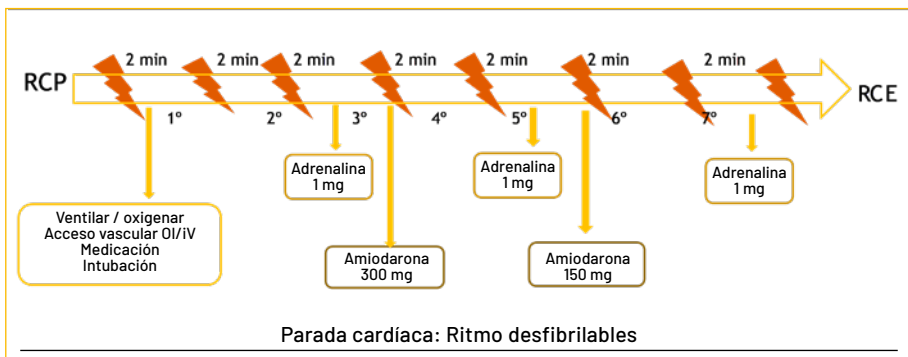 2 min
2 min
2 min
2 min
2 min
2 min
2 min
RCP
RCE
1º
2º
3º
4º
5º
6º
7º
Adrenalina
1 mg
Adrenalina
1 mg
Adrenalina
1 mg
Ventilar / oxigenar
Acceso vascular OI/iV
Medicación
Intubación
Amiodarona
300 mg
Amiodarona
150 mg
Parada cardíaca: Ritmo desfibrilables